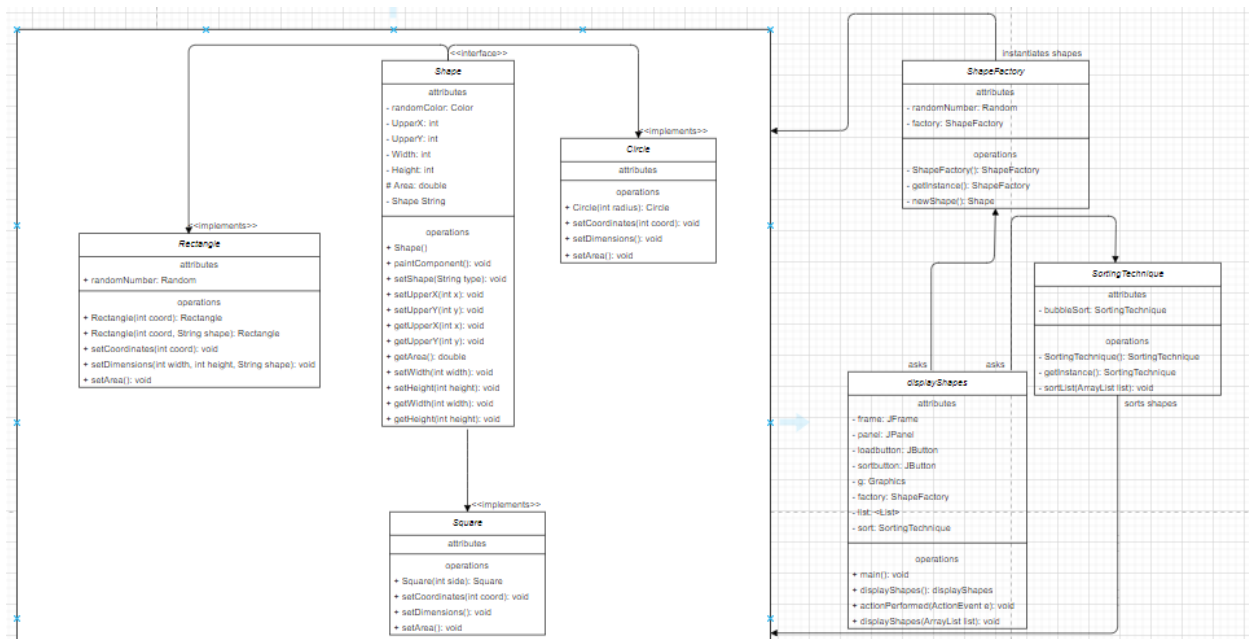 <<interface>>
Shape
attributes
- randomColor: Color
- UpperX: int
- UpperY: int
- Width: int
- Height: int
# Area: double
- Shape String
operations
+ Shape()
+ paintComponent(): void
+ setShape(String type): void
+ setUpperX(int x): void
+ setUpperY(int y): void
+ getUpperX(int x): void
+ getUpperY(int y): void
+ getArea(): double
+ setWidth(int width): void
+ setHeight(int height): void
+ getWidth(int width): void
+ getHeight(int height): void
<<implements>>
Circle
attributes
operations
+ Circle(int radius): Circle
+ setCoordinates(int coord): void
+ setDimensions(): void
+ setArea(): void
<<implements>>
Rectangle
attributes
+ randomNumber: Random
operations
+ Rectangle(int coord): Rectangle
+ Rectangle(int coord, String shape): Rectangle
+ setCoordinates(int coord): void
+ setDimensions(int width, int height, String shape): void
+ setArea(): void
<<implements>>
Square
attributes
operations
+ Square(int side): Square
+ setCoordinates(int coord): void
+ setDimensions(): void
+ setArea(): void
instantiates shapes
ShapeFactory
attributes
- randomNumber: Random
- factory: ShapeFactory
operations
- ShapeFactory(): ShapeFactory
- getInstance(): ShapeFactory
- newShape(): Shape
SortingTechnique
attributes
- bubbleSort: SortingTechnique
operations
- SortingTechnique(): SortingTechnique
- getInstance(): SortingTechnique
- sortList(ArrayList list): void
sorts shapes
asks
asks
displayShapes
attributes
- frame: JFrame
- panel: JPanel
- loadbutton: JButton
- sortbutton: JButton
- g: Graphics
- factory: ShapeFactory
- list: <List>
- sort: SortingTechnique
operations
+ main(): void
+ displayShapes(): displayShapes
+ actionPerformed(ActionEvent e): void
+ displayShapes(ArrayList list): void